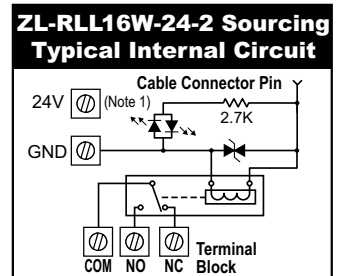 ZL-RLL16W-24-2 Sourcing
Typical Internal Circuit
Cable Connector Pin
24V (Note 1)
2.7K
GND
COM NO NC
Terminal
Block